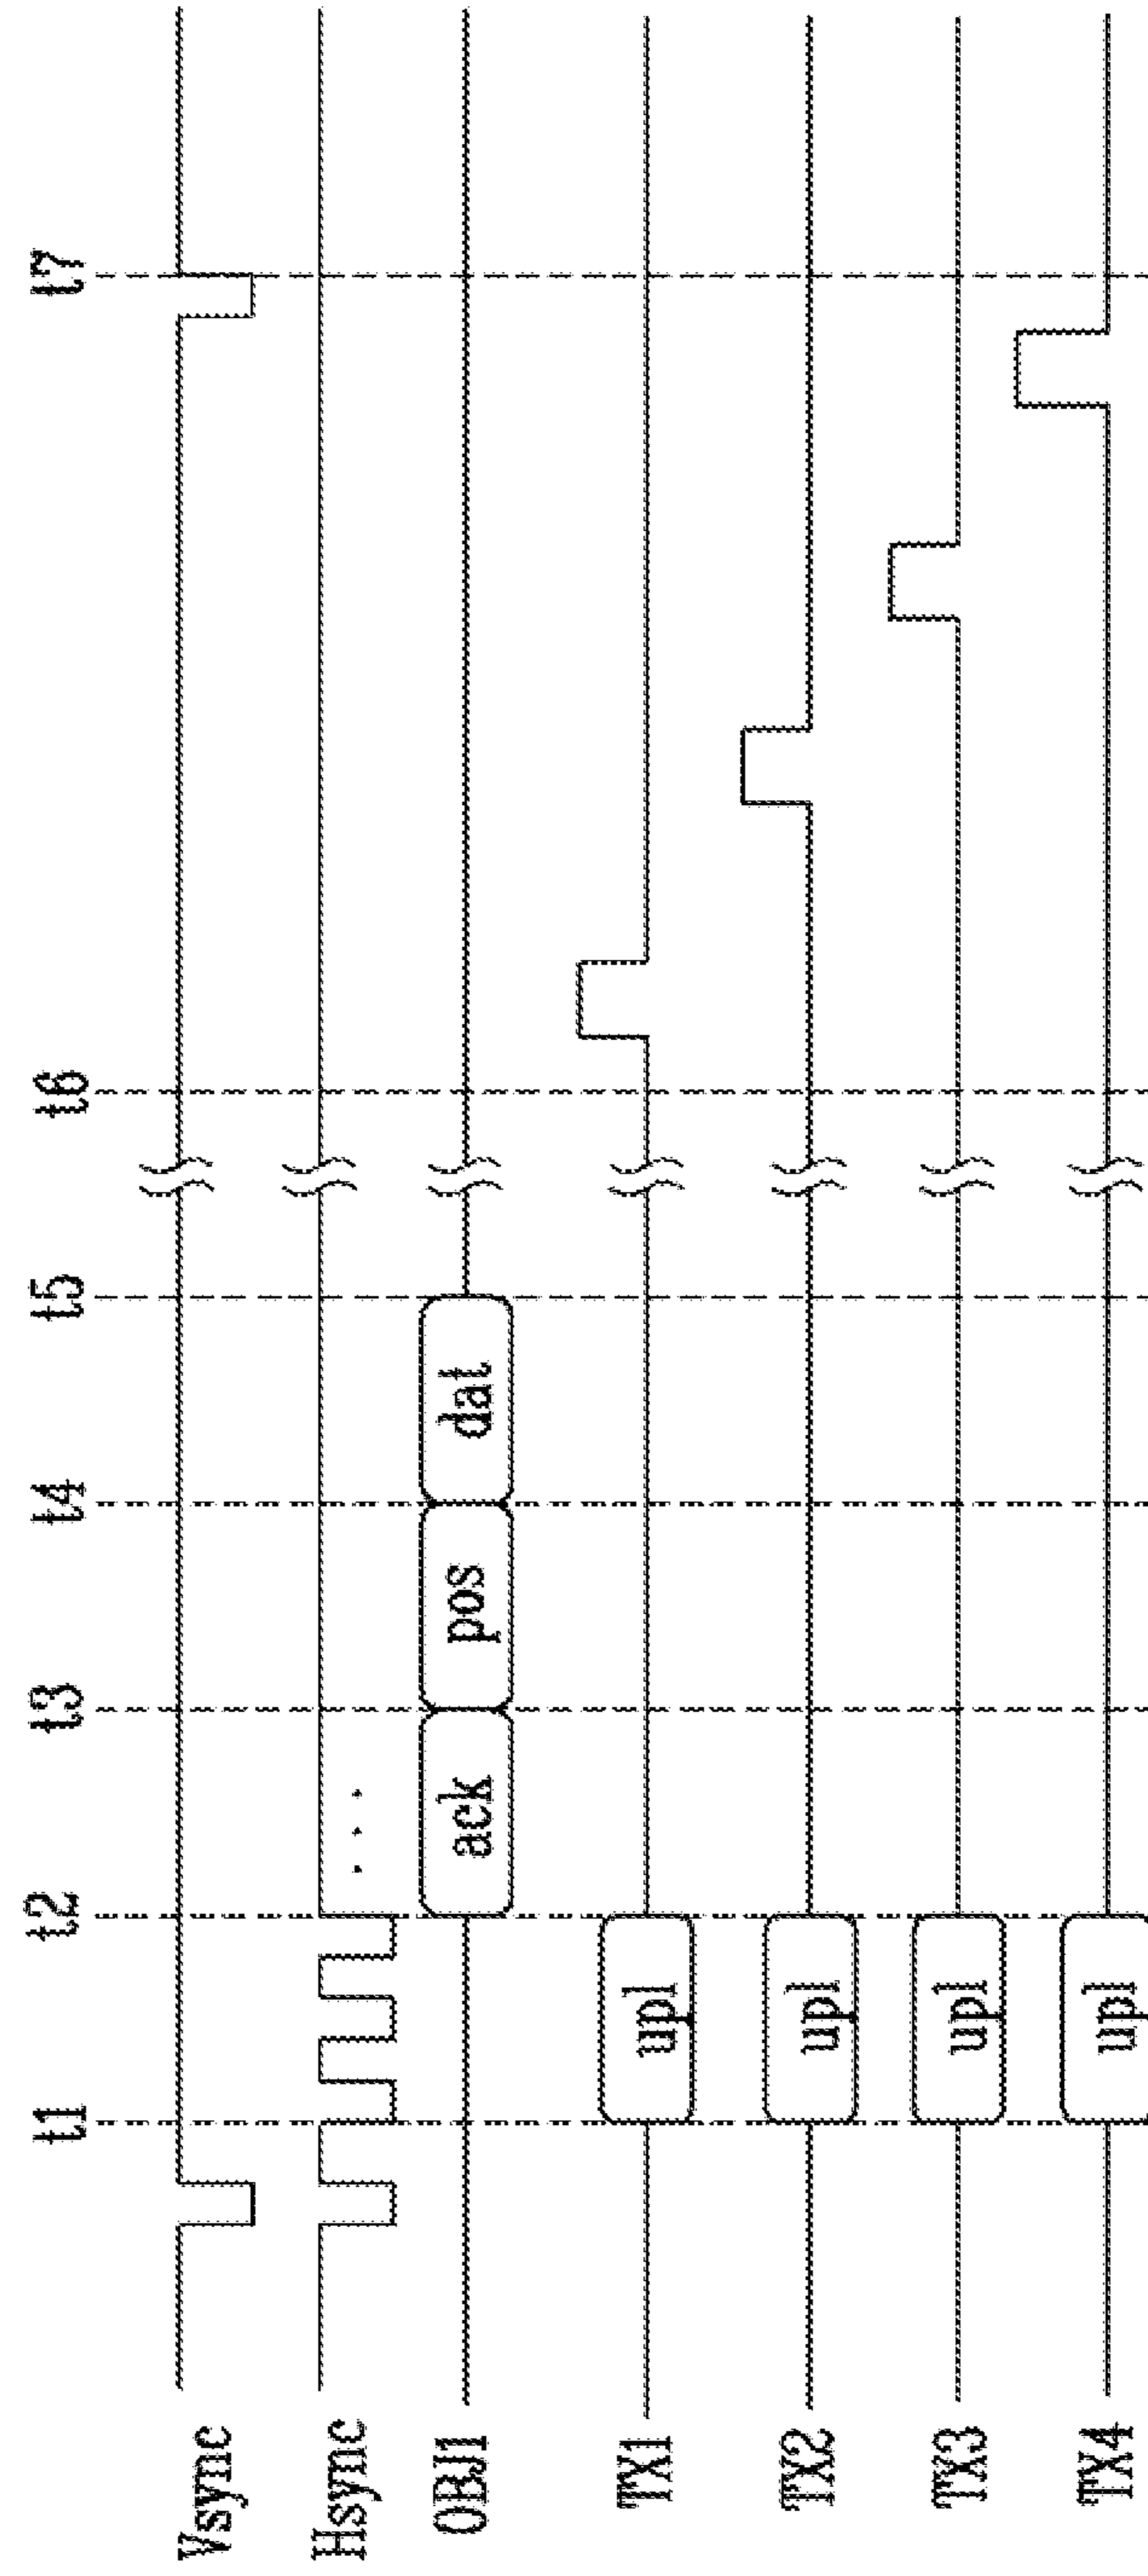 t1 t2 t3 t4 t5 t6 t7
Vsync
Hsync
...
OBJ1 ack pos dat
TX1 upl
TX2 upl
TX3 upl
TX4 upl